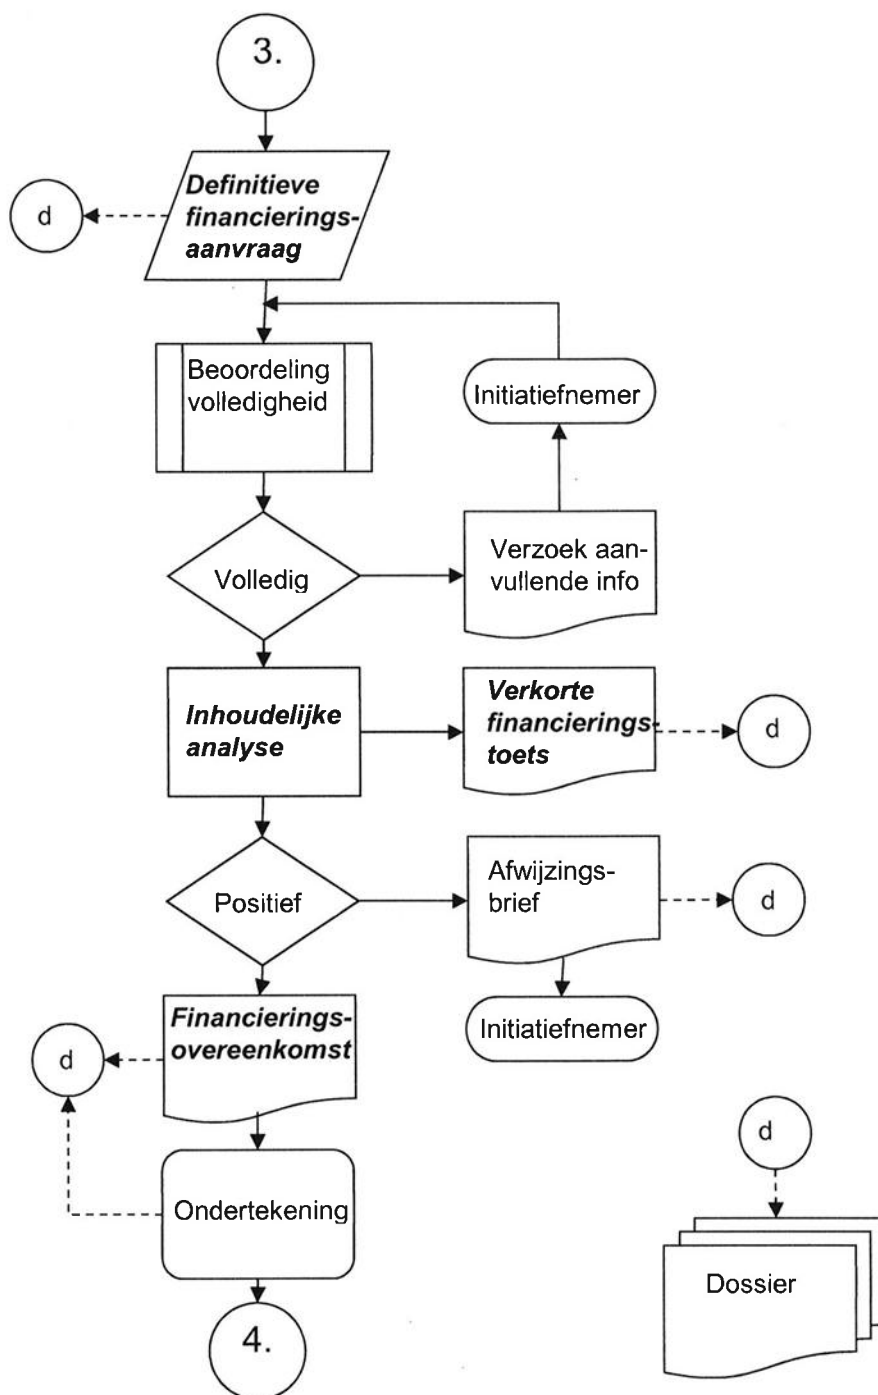 3.
Definitieve
financierings-
aanvraag
d
Beoordeling
volledigheid
Initiatiefnemer
Volledig
Verzoek aan-
vullende info
Inhoudelijke
analyse
Verkorte
financierings-
toets
d
Positief
Afwijzings-
brief
d
Financierings-
overeenkomst
d
Initiatiefnemer
Ondertekening
d
Dossier
4.